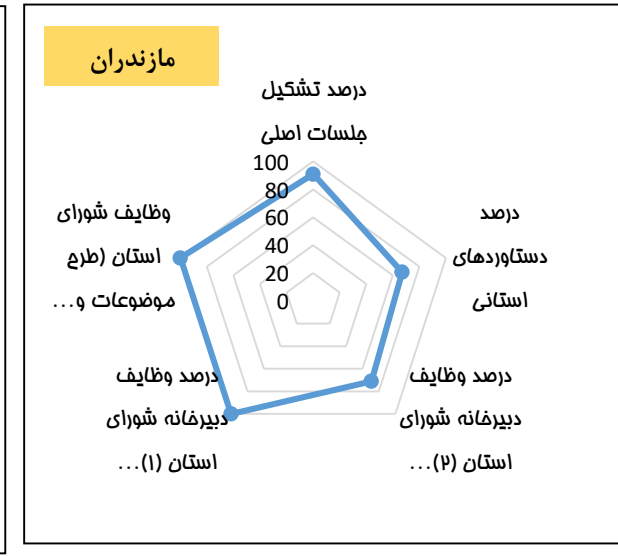 مازندران
درصد تشکیل
جلسات اصلی
100
80
60
40
20
0
درصد
دستاوردهای
استانی
درصد وظایف
دبیرخانه شورای
استان (۲)...
درصد وظایف
دبیرخانه شورای
استان (۱)...
وظایف شورای
استان (طرح
موضوعات و...